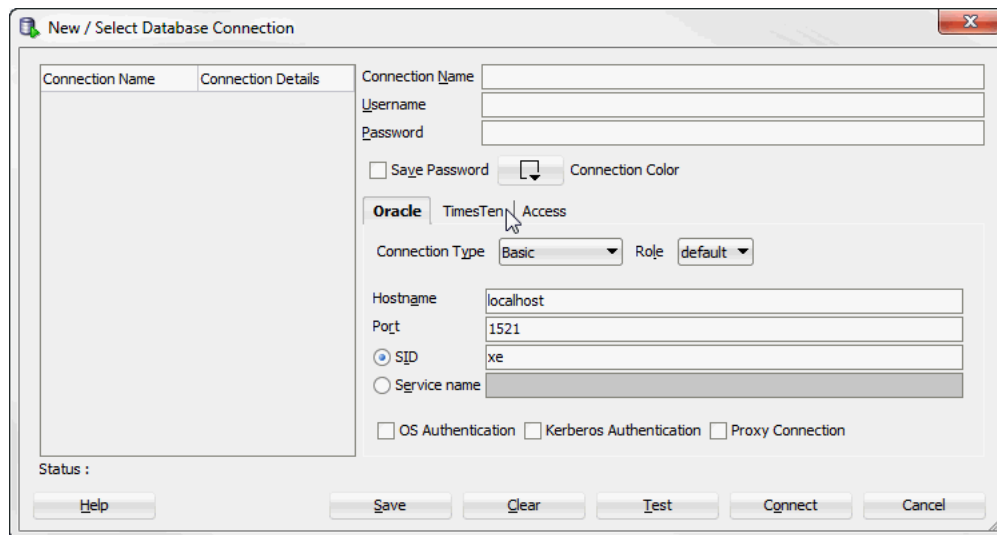 New / Select Database Connection
Connection Name Connection Details
Connection Name
Username
Password
Save Password Connection Color
Oracle TimesTen Access
Connection Type Basic Role default
Hostname localhost
Port 1521
SID xe
Service name
OS Authentication Kerberos Authentication Proxy Connection
Status :
Help Save Clear Test Connect Cancel